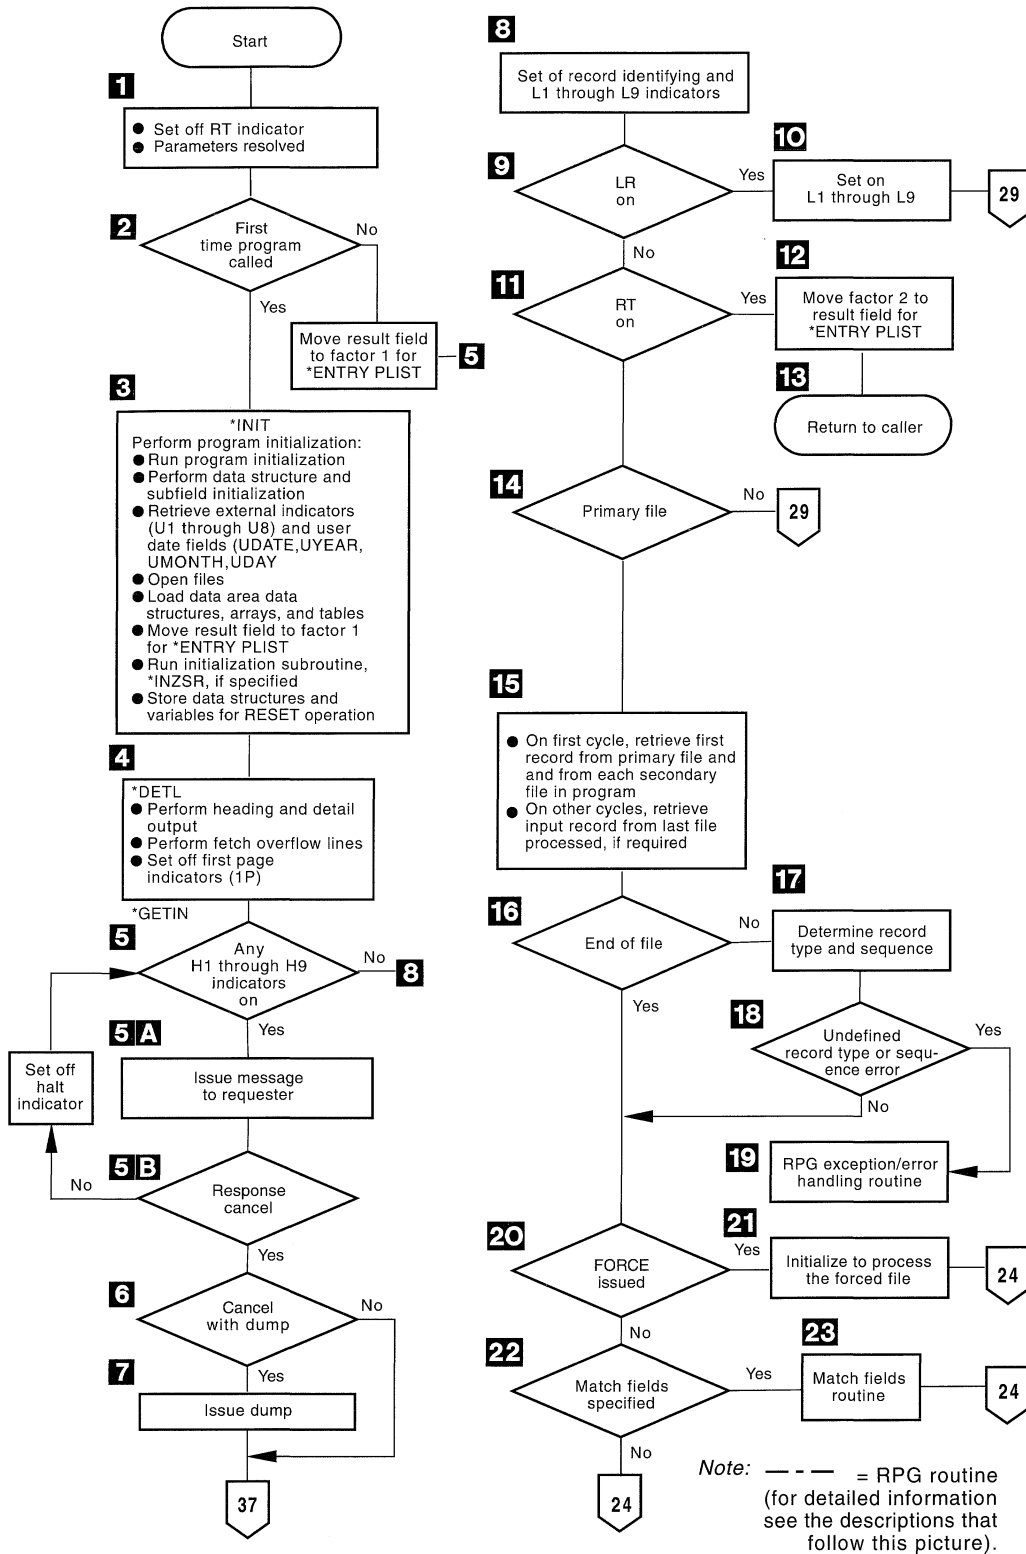 Start
1
● Set off RT indicator
● Parameters resolved
2
First
time program
called
No
Yes
Move result field
to factor 1 for
*ENTRY PLIST
5
3
*INIT
Perform program initialization:
● Run program initialization
● Perform data structure and
subfield initialization
● Retrieve external indicators
(U1 through U8) and user
date fields (UDATE,UYEAR,
UMONTH,UDAY
● Open files
● Load data area data
structures, arrays, and tables
● Move result field to factor 1
for *ENTRY PLIST
● Run initialization subroutine,
*INZSR, if specified
● Store data structures and
variables for RESET operation
4
*DETL
● Perform heading and detail
output
● Perform fetch overflow lines
● Set off first page
indicators (1P)
*GETIN
5
Any
H1 through H9
indicators
on
No
8
Yes
5 A
Issue message
to requester
Set off
halt
indicator
5 B
No
Response
cancel
Yes
6
Cancel
with dump
No
Yes
7
Issue dump
37
8
Set of record identifying and
L1 through L9 indicators
9
LR
on
Yes
10
Set on
L1 through L9
29
No
11
RT
on
Yes
12
Move factor 2 to
result field for
*ENTRY PLIST
13
Return to caller
14
Primary file
No
29
15
● On first cycle, retrieve first
record from primary file and
and from each secondary
file in program
● On other cycles, retrieve
input record from last file
processed, if required
16
End of file
No
17
Determine record
type and sequence
Yes
18
Undefined
record type or sequ-
ence error
Yes
No
19
RPG exception/error
handling routine
20
FORCE
issued
Yes
21
Initialize to process
the forced file
24
No
22
Match fields
specified
Yes
23
Match fields
routine
24
No
24
Note: — - — = RPG routine
(for detailed information
see the descriptions that
follow this picture).